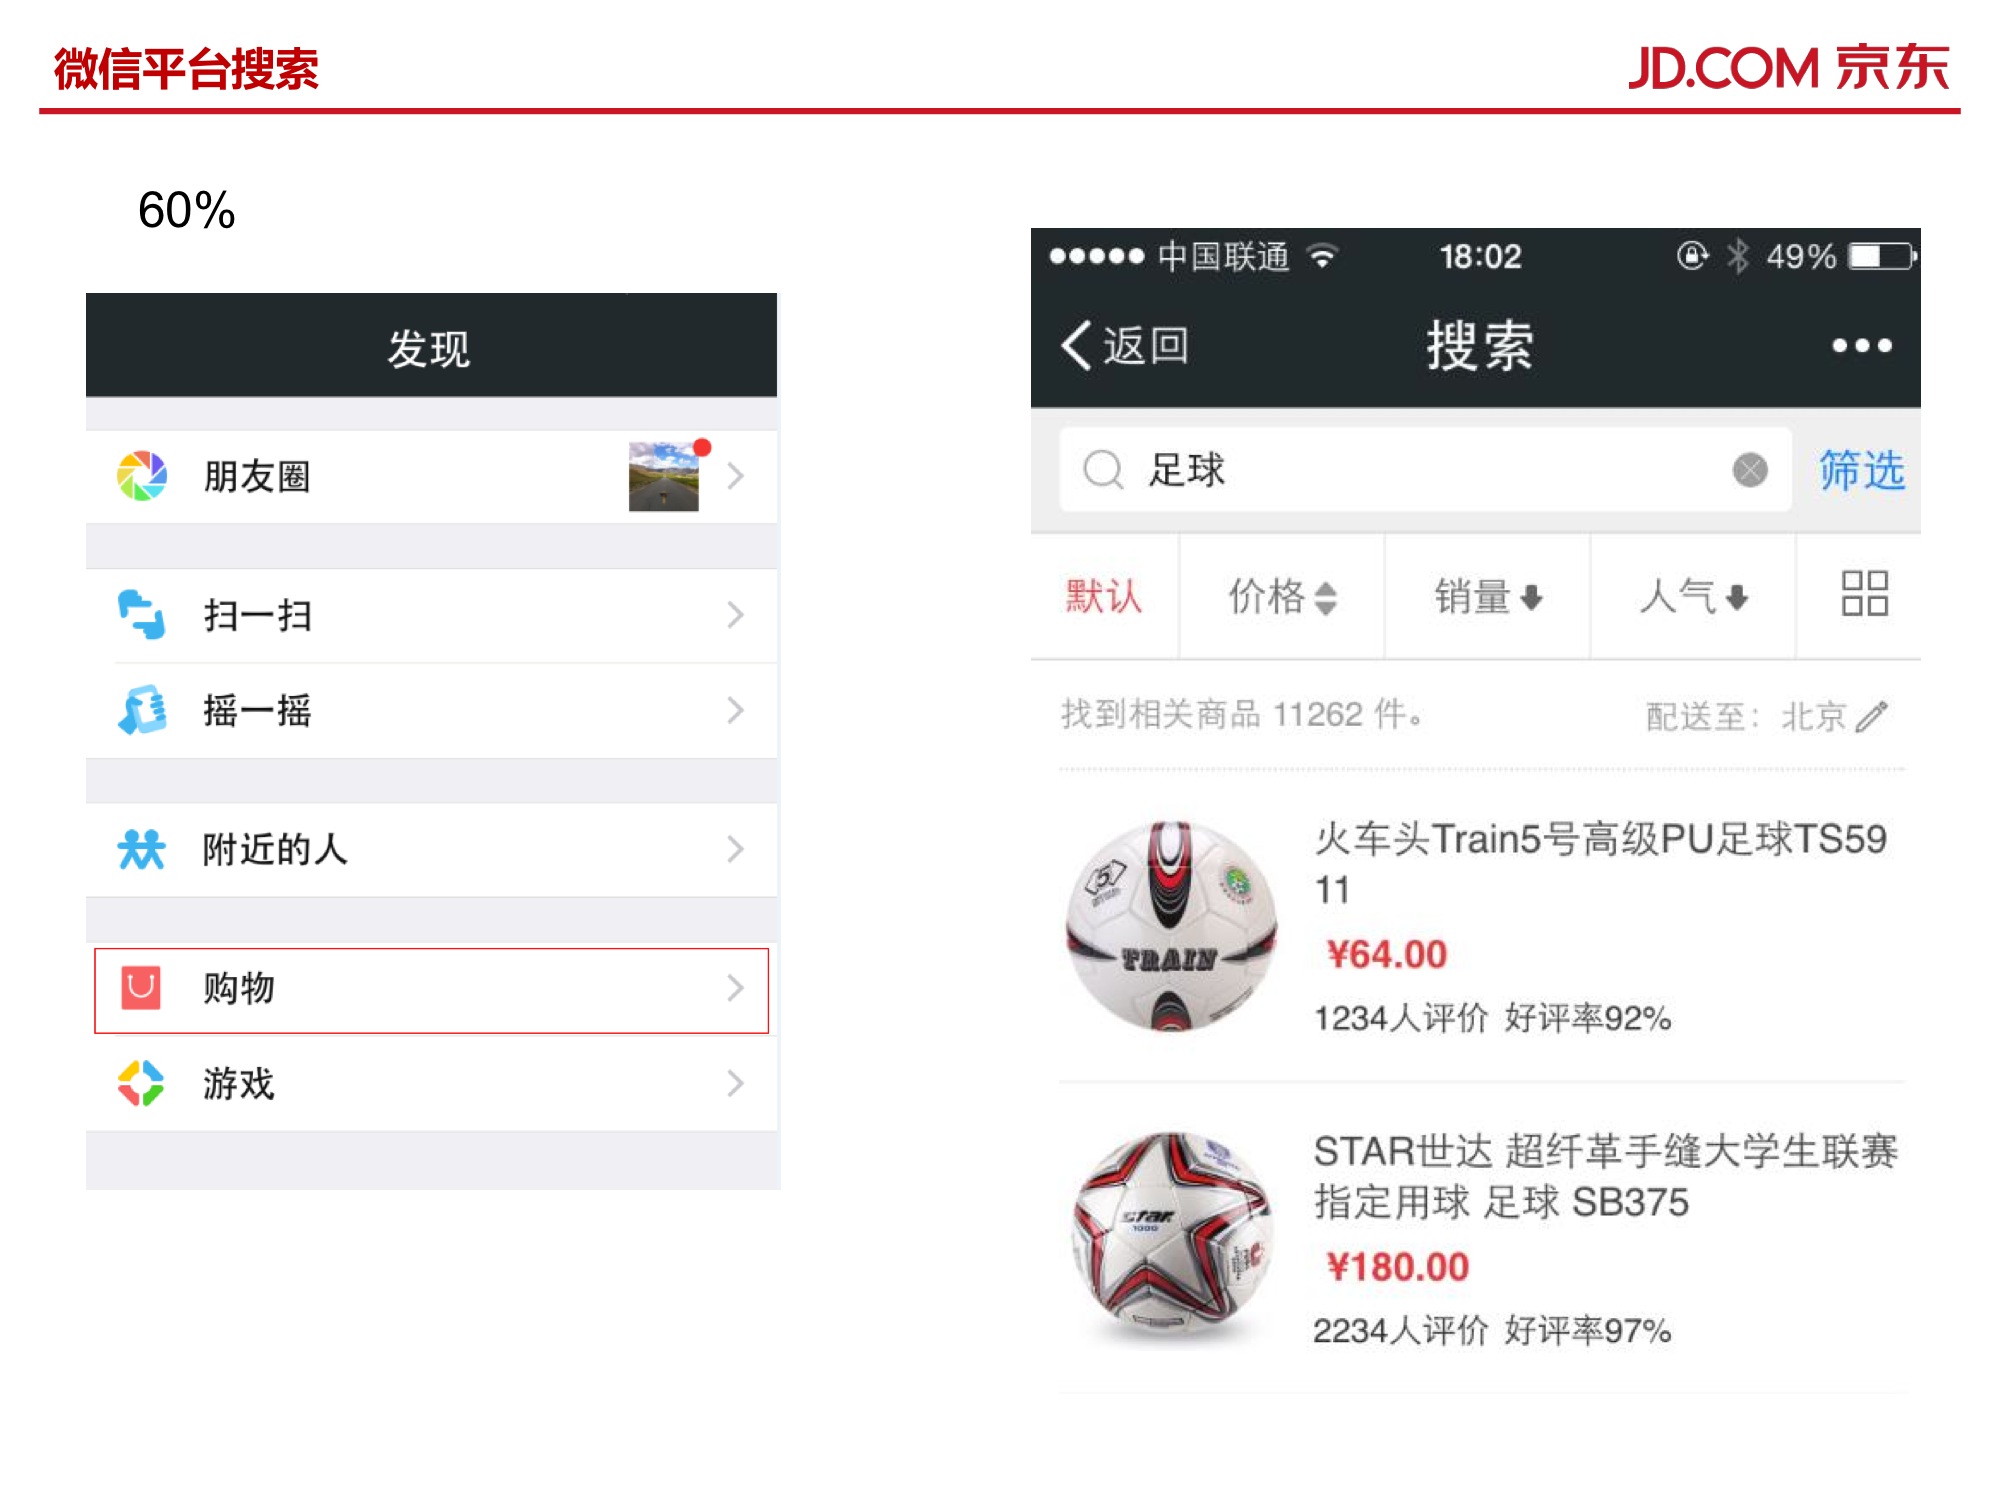 微信平台搜索
JD.COM 京东
60%
发现
朋友圈
扫一扫
摇一摇
附近的人
购物
游戏
中国联通 18:02 49%
返回 搜索
足球 筛选
默认 价格 销量 人气
找到相关商品 11262 件。 配送至：北京
火车头Train5号高级PU足球TS59
11
¥64.00
1234人评价 好评率92%
TRAIN
5
STAR世达 超纤革手缝大学生联赛
指定用球 足球 SB375
¥180.00
2234人评价 好评率97%
star
1000